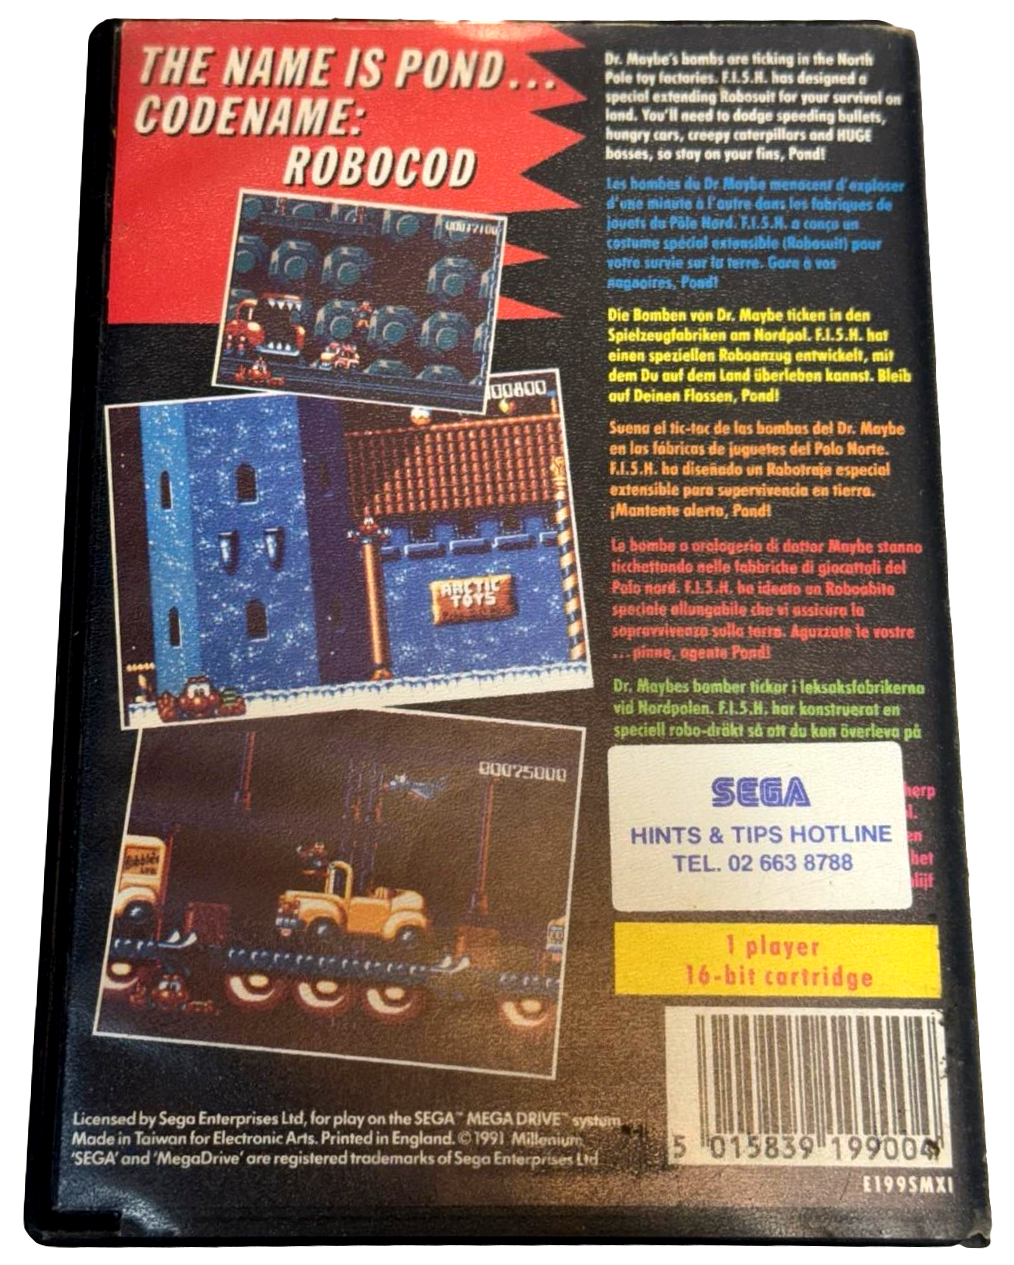 THE NAME IS POND...
CODENAME:
ROBOCOD
00077100
00800
ARCTIC
TOYS
00075000
Dr. Maybe's bombs are ticking in the North
Pole toy factories. F.I.S.H. has designed a
special extending Robosuit for your survival on
land. You'll need to dodge speeding bullets,
hungry cars, creepy caterpillars and HUGE
bosses, so stay on your fins, Pond!
Les bombes du Dr Maybe menacent d'exploser
d'une minute à l'autre dans les fabriques de
jouets du Pôle Nord. F.I.S.H. a conçu un
costume spécial extensible (Robosuit) pour
votre survie sur la terre. Gare à vos
nageoires, Pond!
Die Bomben von Dr. Maybe ticken in den
Spielzeugfabriken am Nordpol. F.I.S.H. hat
einen speziellen Roboanzug entwickelt, mit
dem Du auf dem Land überleben kannst. Bleib
auf Deinen Flossen, Pond!
Suena el tic-tac de las bombas del Dr. Maybe
en las fábricas de juguetes del Polo Norte.
F.I.S.H. ha diseñado un Robotraje especial
extensible para supervivencia en tierra.
¡Mantente alerta, Pond!
Le bombe a orologeria di dottor Maybe stanno
ticchettando nelle fabbriche di giocattoli del
Polo nord. F.I.S.H. ha ideato un Roboabito
speciale allungabile che vi assicura la
sopravvivenza sulla terra. Aguzzate le vostre
...pinne, agente Pond!
Dr. Maybes bomber tickar i leksaksfabrikerna
vid Nordpolen. F.I.S.H. har konstruerat en
speciell robo-dräkt så att du kan överleva på
herp
en
het
blijf
SEGA
HINTS & TIPS HOTLINE
TEL. 02 663 8788
1 player
16-bit cartridge
5 015839 199004
E199SMXI
Licensed by Sega Enterprises Ltd, for play on the SEGA™ MEGA DRIVE™ system.
Made in Taiwan for Electronic Arts. Printed in England. © 1991 Millenium
'SEGA' and 'MegaDrive' are registered trademarks of Sega Enterprises Ltd